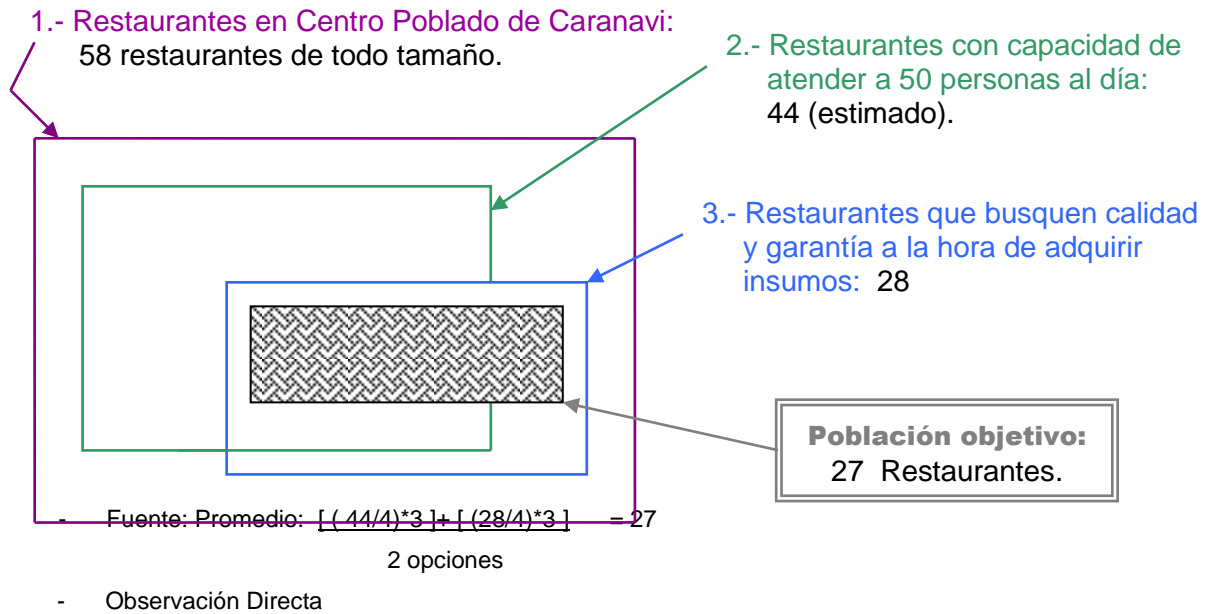 1.- Restaurantes en Centro Poblado de Caranavi:
58 restaurantes de todo tamaño.
2.- Restaurantes con capacidad de
atender a 50 personas al día:
44 (estimado).
3.- Restaurantes que busquen calidad
y garantía a la hora de adquirir
insumos: 28
Población objetivo:
27 Restaurantes.
- Fuente: Promedio: [ ( 44/4)*3 ]+ [ (28/4)*3 ] = 27
2 opciones
- Observación Directa